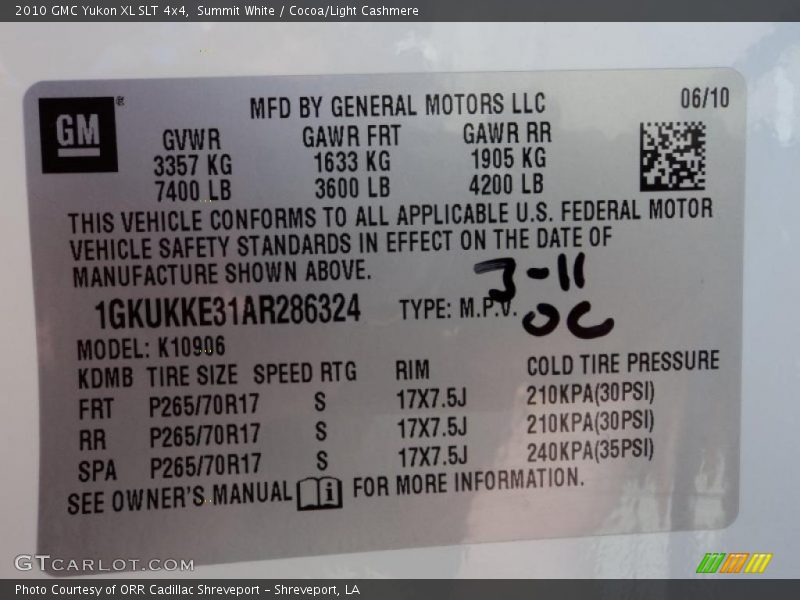 2010 GMC Yukon XL SLT 4x4, Summit White / Cocoa/Light Cashmere
GM ®
MFD BY GENERAL MOTORS LLC 06/10
GVWR GAWR FRT GAWR RR
3357 KG 1633 KG 1905 KG
7400 LB 3600 LB 4200 LB
THIS VEHICLE CONFORMS TO ALL APPLICABLE U.S. FEDERAL MOTOR
VEHICLE SAFETY STANDARDS IN EFFECT ON THE DATE OF
MANUFACTURE SHOWN ABOVE.
J-11
1GKUKKE31AR286324 TYPE: M.P.V.
OC
MODEL: K10906
KDMB TIRE SIZE SPEED RTG RIM COLD TIRE PRESSURE
FRT P265/70R17 S 17X7.5J 210KPA(30PSI)
RR P265/70R17 S 17X7.5J 210KPA(30PSI)
SPA P265/70R17 S 17X7.5J 240KPA(35PSI)
SEE OWNER'S MANUAL i FOR MORE INFORMATION.
GTCARLOT.COM
Photo Courtesy of ORR Cadillac Shreveport - Shreveport, LA